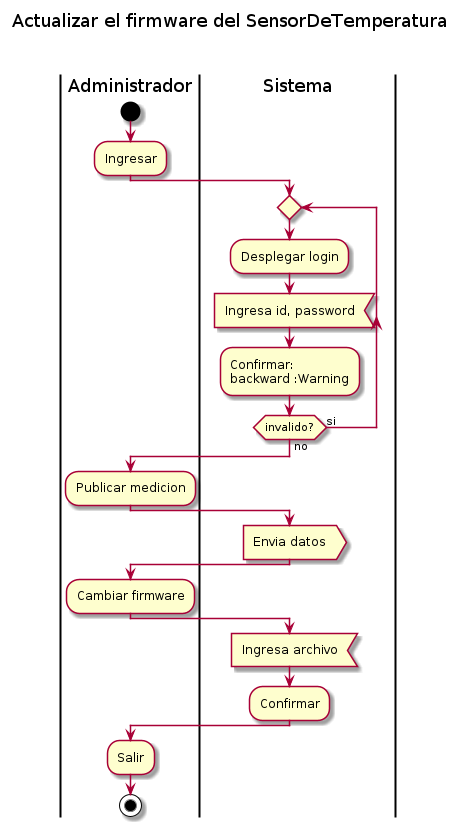 Actualizar el firmware del SensorDeTemperatura
Administrador
Sistema
Ingresar
Desplegar login
Ingresa id, password
Confirmar:
backward :Warning
invalido?
si
no
Publicar medicion
Envia datos
Cambiar firmware
Ingresa archivo
Confirmar
Salir